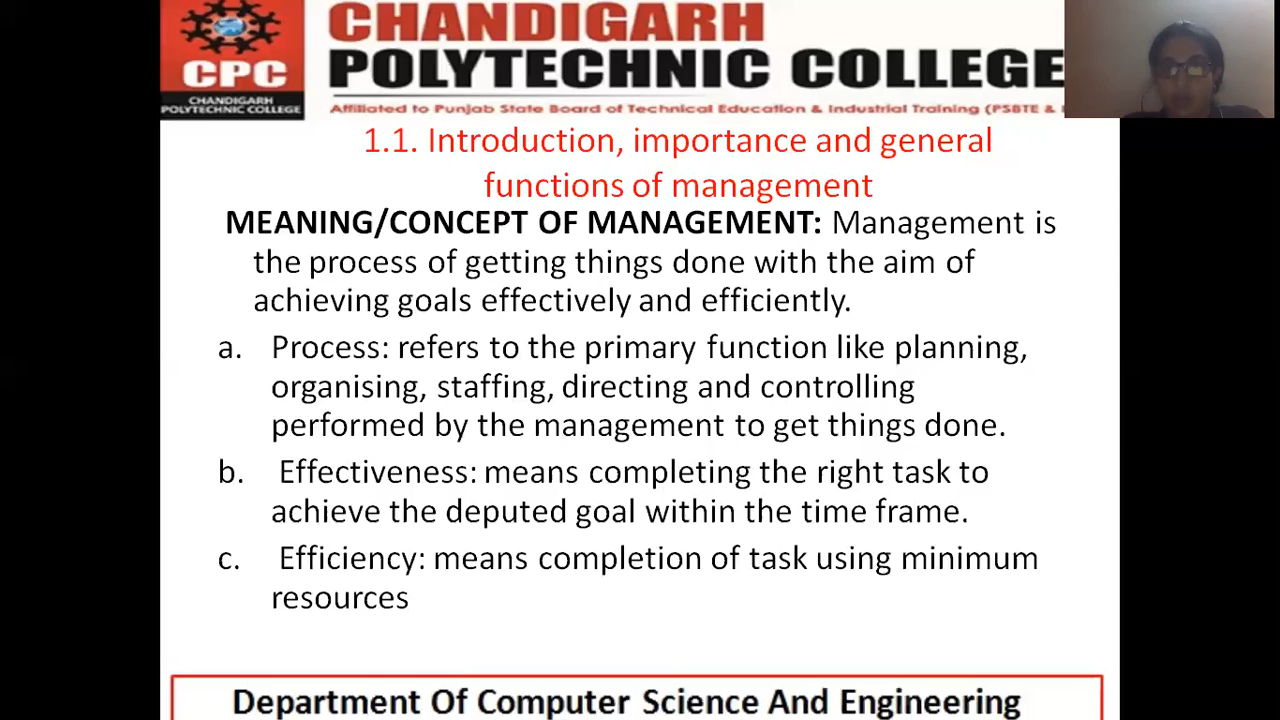 CHANDIGARH
POLYTECHNIC COLLEGE
CPC
CHANDIGARH
POLYTECHNIC COLLEGE
Affiliated to Punjab State Board of Technical Education & Industrial Training (PSBTE &
1.1. Introduction, importance and general
functions of management
MEANING/CONCEPT OF MANAGEMENT: Management is
the process of getting things done with the aim of
achieving goals effectively and efficiently.
a. Process: refers to the primary function like planning,
organising, staffing, directing and controlling
performed by the management to get things done.
b. Effectiveness: means completing the right task to
achieve the deputed goal within the time frame.
c. Efficiency: means completion of task using minimum
resources
Department Of Computer Science And Engineering